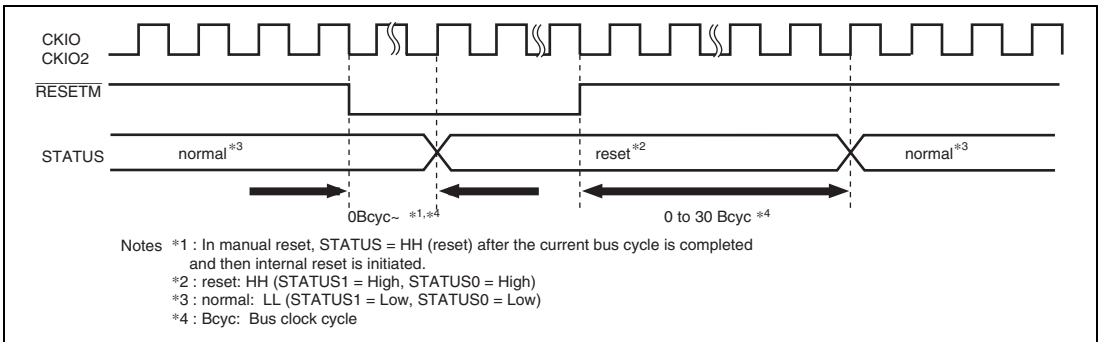 CKIO
CKIO2
RESETM
STATUS
normal*3
reset*2
normal*3
0Bcyc~ *1,*4
0 to 30 Bcyc *4
Notes *1 : In manual reset, STATUS = HH (reset) after the current bus cycle is completed
and then internal reset is initiated.
*2 : reset: HH (STATUS1 = High, STATUS0 = High)
*3 : normal: LL (STATUS1 = Low, STATUS0 = Low)
*4 : Bcyc: Bus clock cycle